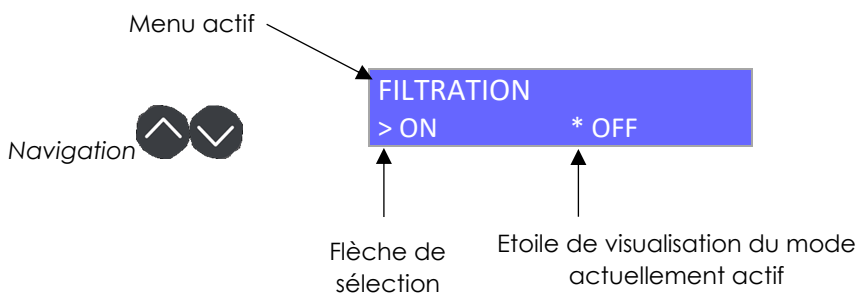 Menu actif
FILTRATION
> ON * OFF
Navigation
Flèche de
sélection
Etoile de visualisation du mode
actuellement actif